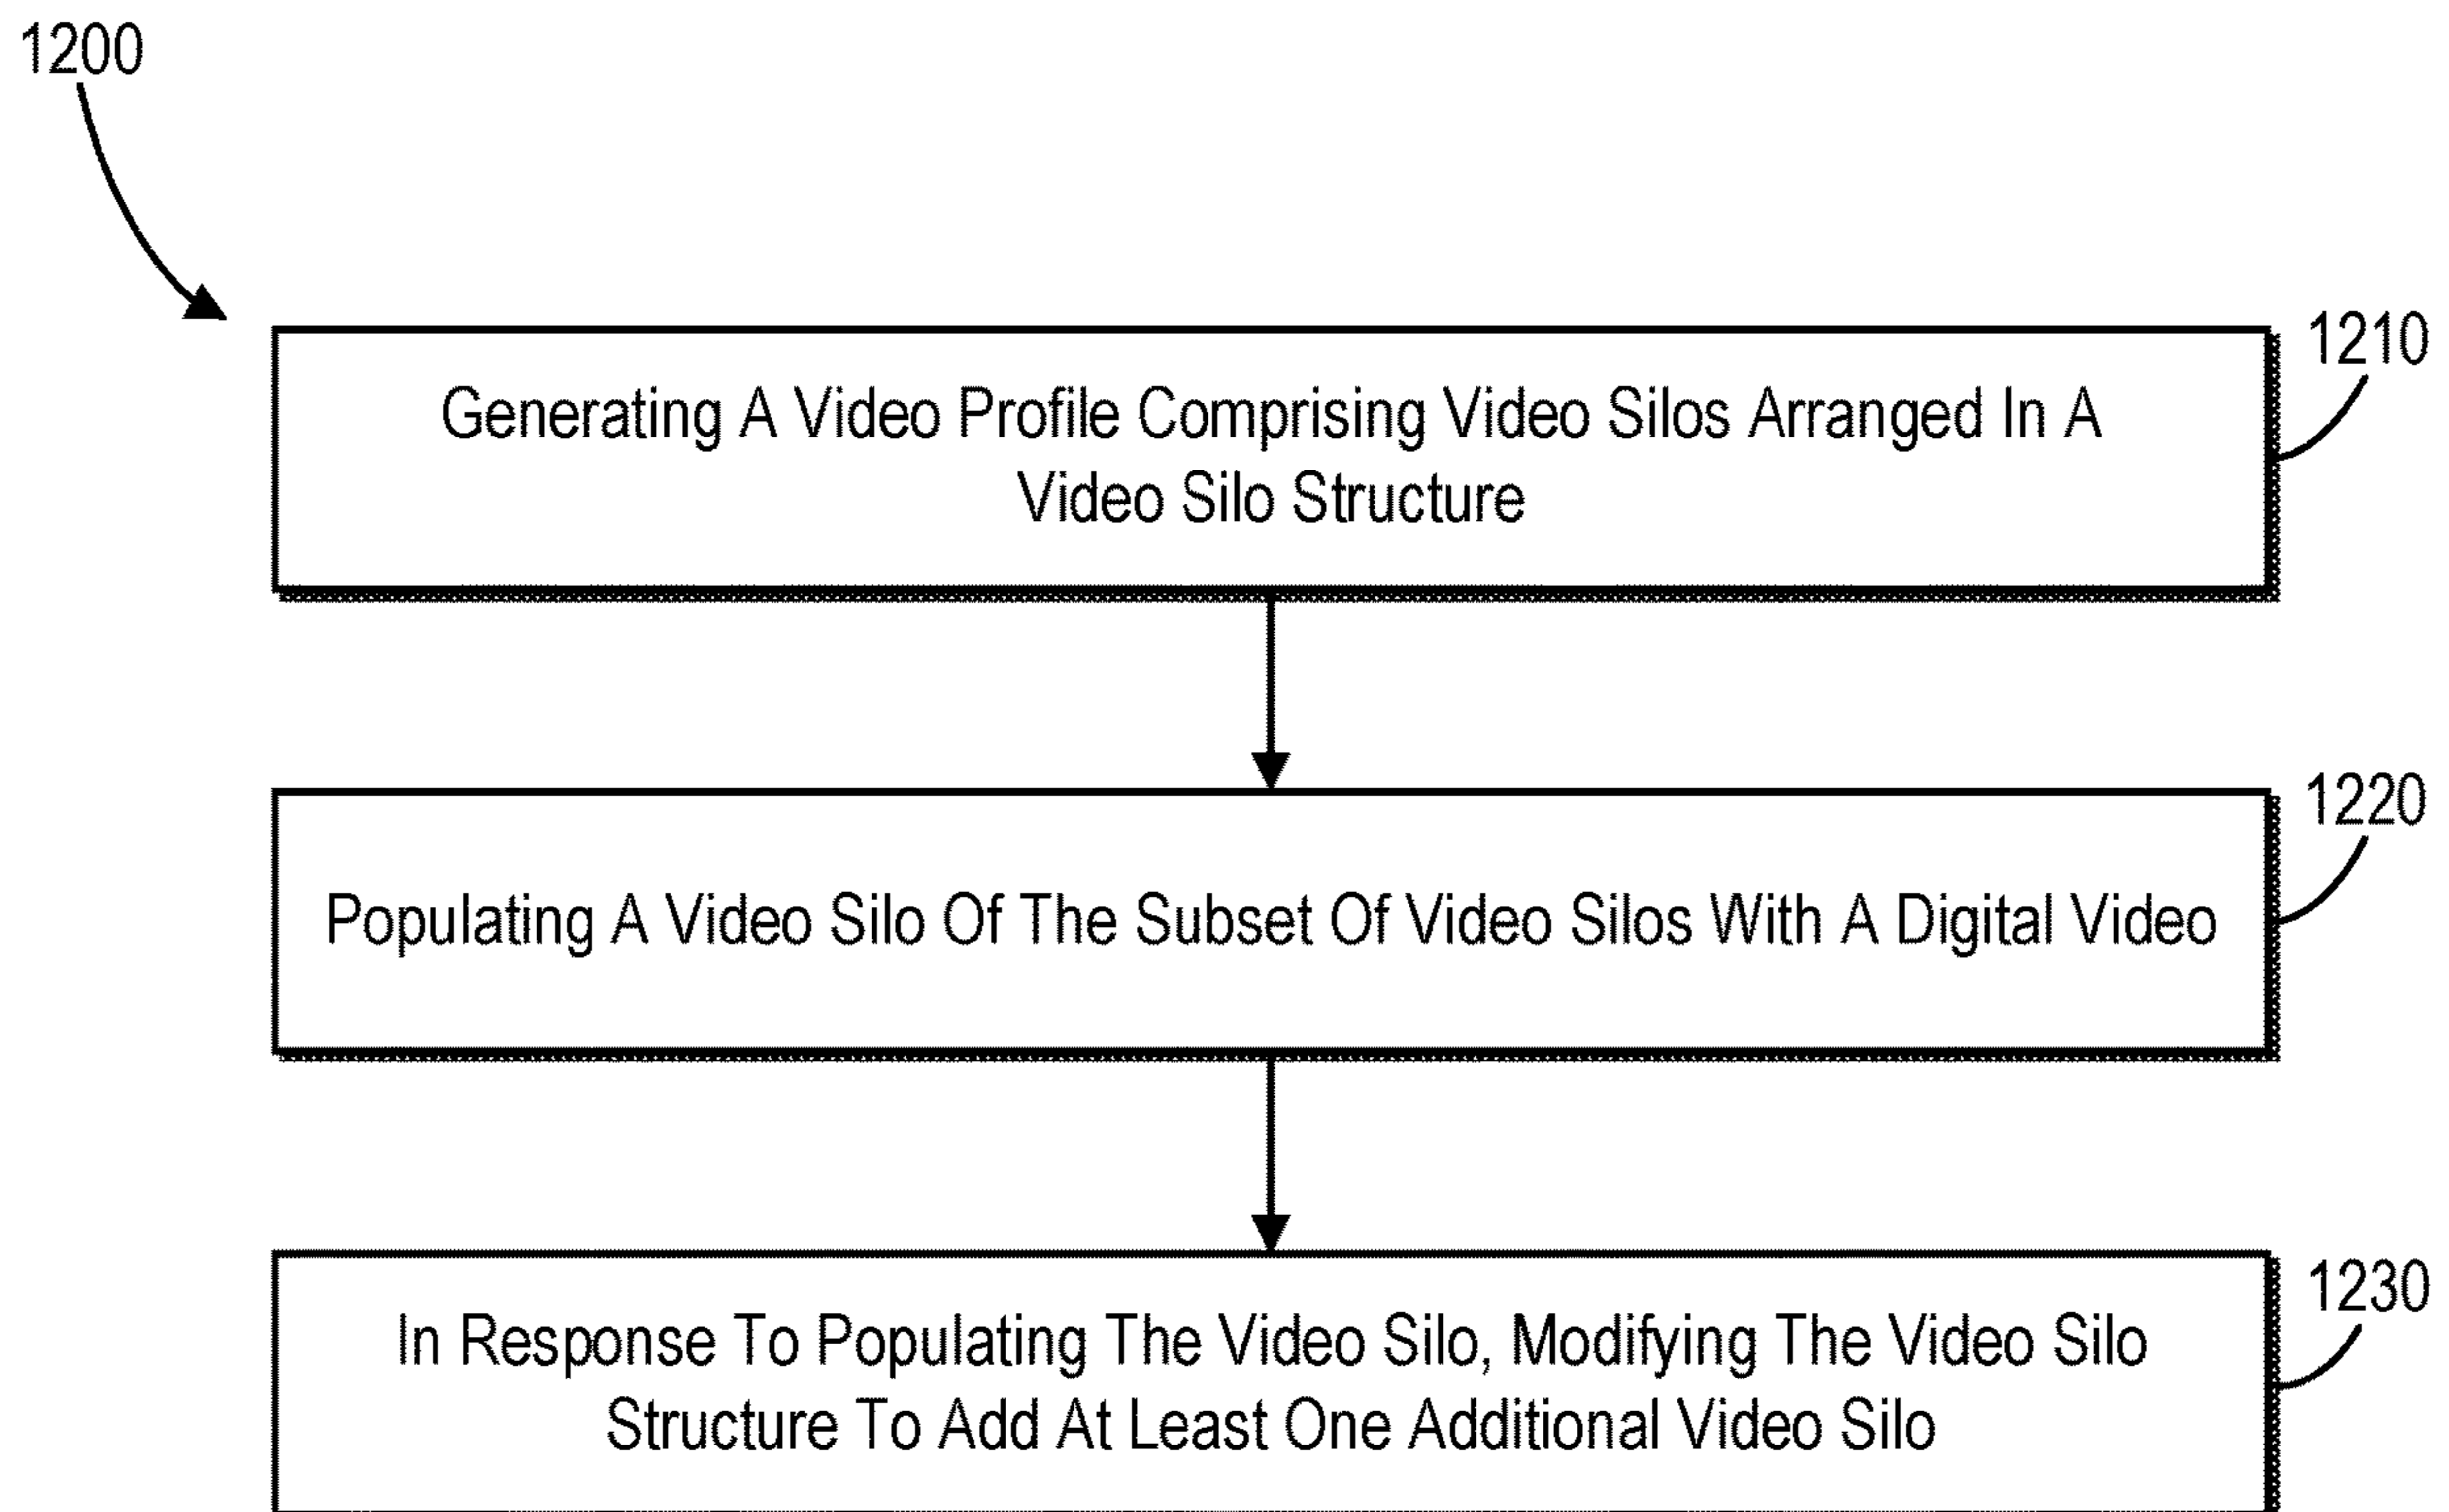 1200
1210
Generating A Video Profile Comprising Video Silos Arranged In A
Video Silo Structure
1220
Populating A Video Silo Of The Subset Of Video Silos With A Digital Video
1230
In Response To Populating The Video Silo, Modifying The Video Silo
Structure To Add At Least One Additional Video Silo